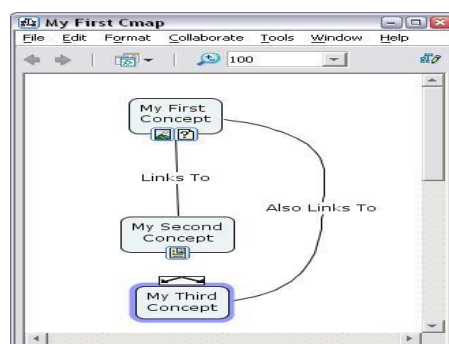 My First Cmap
File Edit Format Collaborate Tools Window Help
100
My First
Concept
Links To
Also Links To
My Second
Concept
My Third
Concept